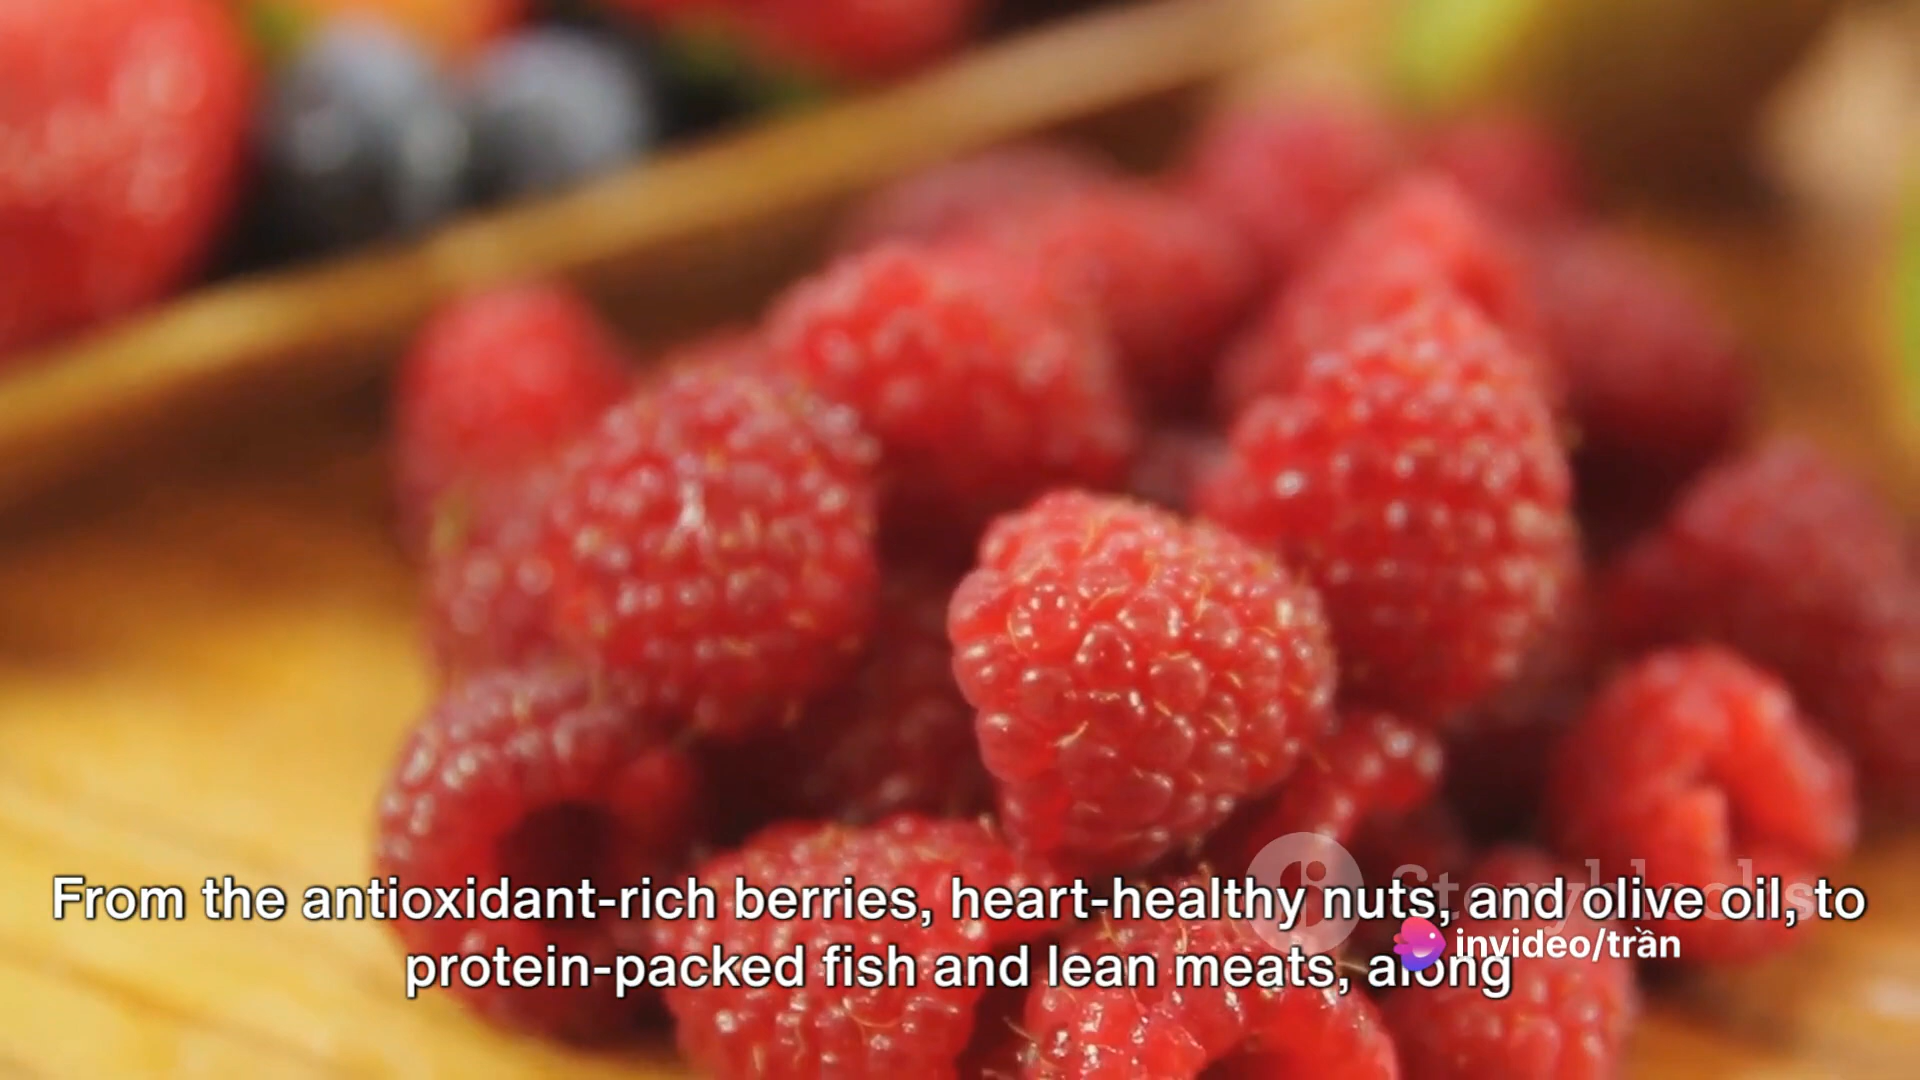 From the antioxidant-rich berries, heart-healthy nuts, and olive oil, to
Storyblocks
protein-packed fish and lean meats, along
invideo/trần